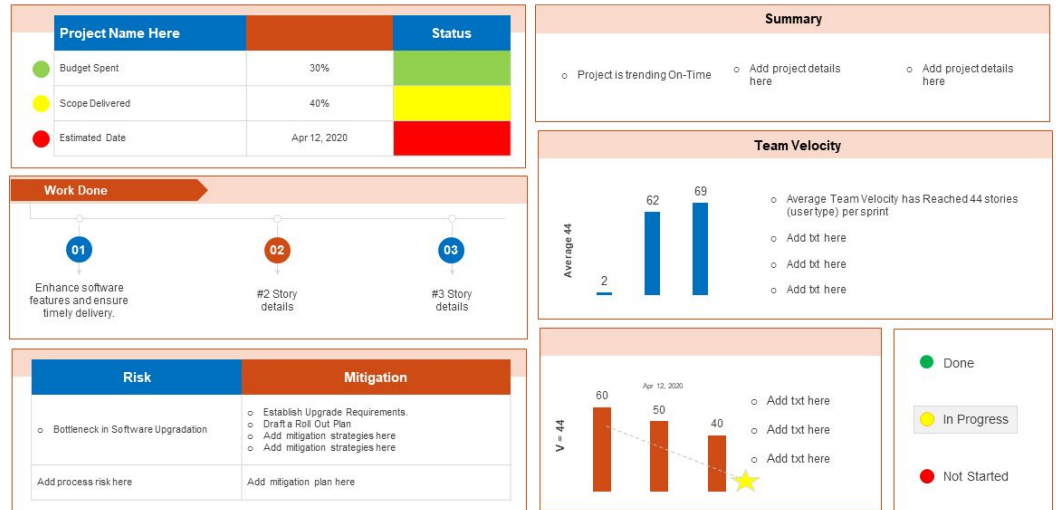 Project Name Here
Status
Budget Spent
30%
Scope Delivered
40%
Estimated Date
Apr 12, 2020
Work Done
01
02
03
Enhance software
features and ensure
timely delivery.
#2 Story
details
#3 Story
details
Risk
Mitigation
Bottleneck in Software Upgradation
Establish Upgrade Requirements.
Draft a Roll Out Plan
Add mitigation strategies here
Add mitigation strategies here
Add process risk here
Add mitigation plan here
Summary
Project is trending On-Time
Add project details
here
Add project details
here
Team Velocity
Average 44
2
62
69
Average Team Velocity has Reached 44 stories
(user type) per sprint
Add txt here
Add txt here
Add txt here
V = 44
Apr 12, 2020
60
50
40
Add txt here
Add txt here
Add txt here
Done
In Progress
Not Started